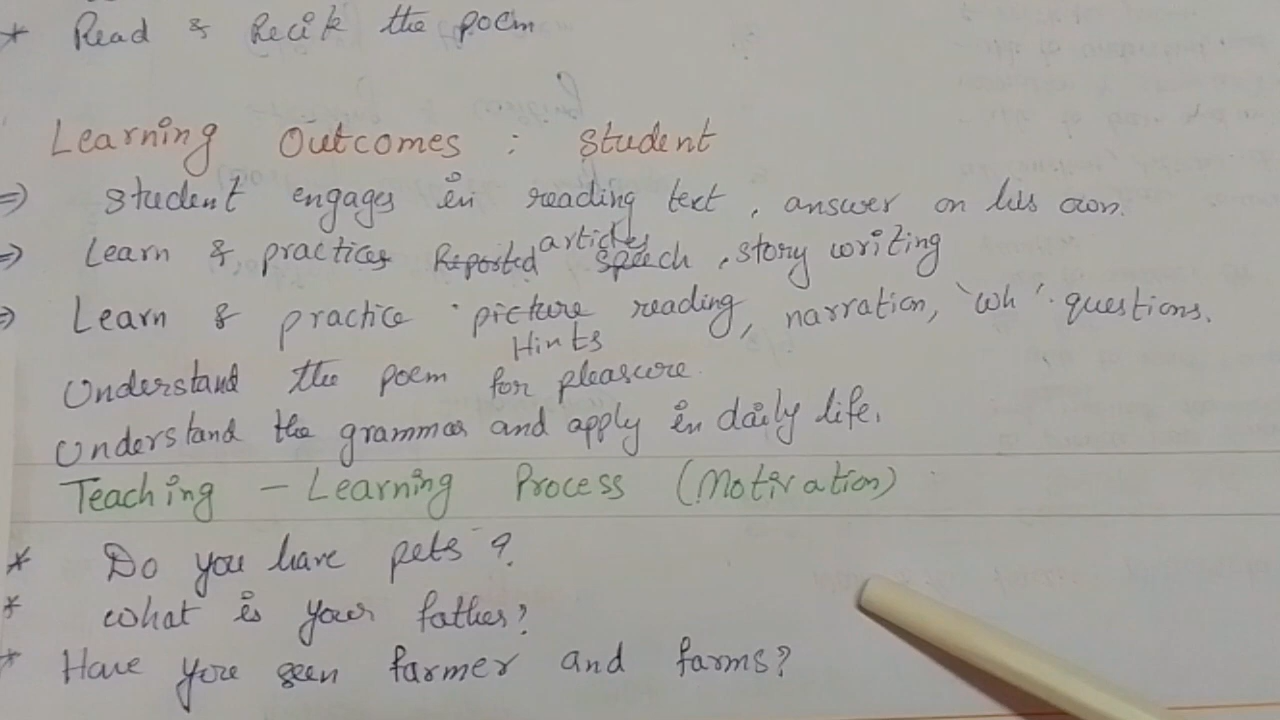 * Read & Recite the poem
Learning Outcomes : Student
⇒ student engages in reading text, answer on his own.
articles
⇒ Learn & practices Reported speech, story writing
⇒ Learn & practice picture reading, narration, 'wh' questions.
Hints
Understand the poem for pleasure.
Understand the grammar and apply in daily life.
Teaching - Learning Process (Motivation)
* Do you have pets?
* what is your father?
* Have you seen farmer and farms?